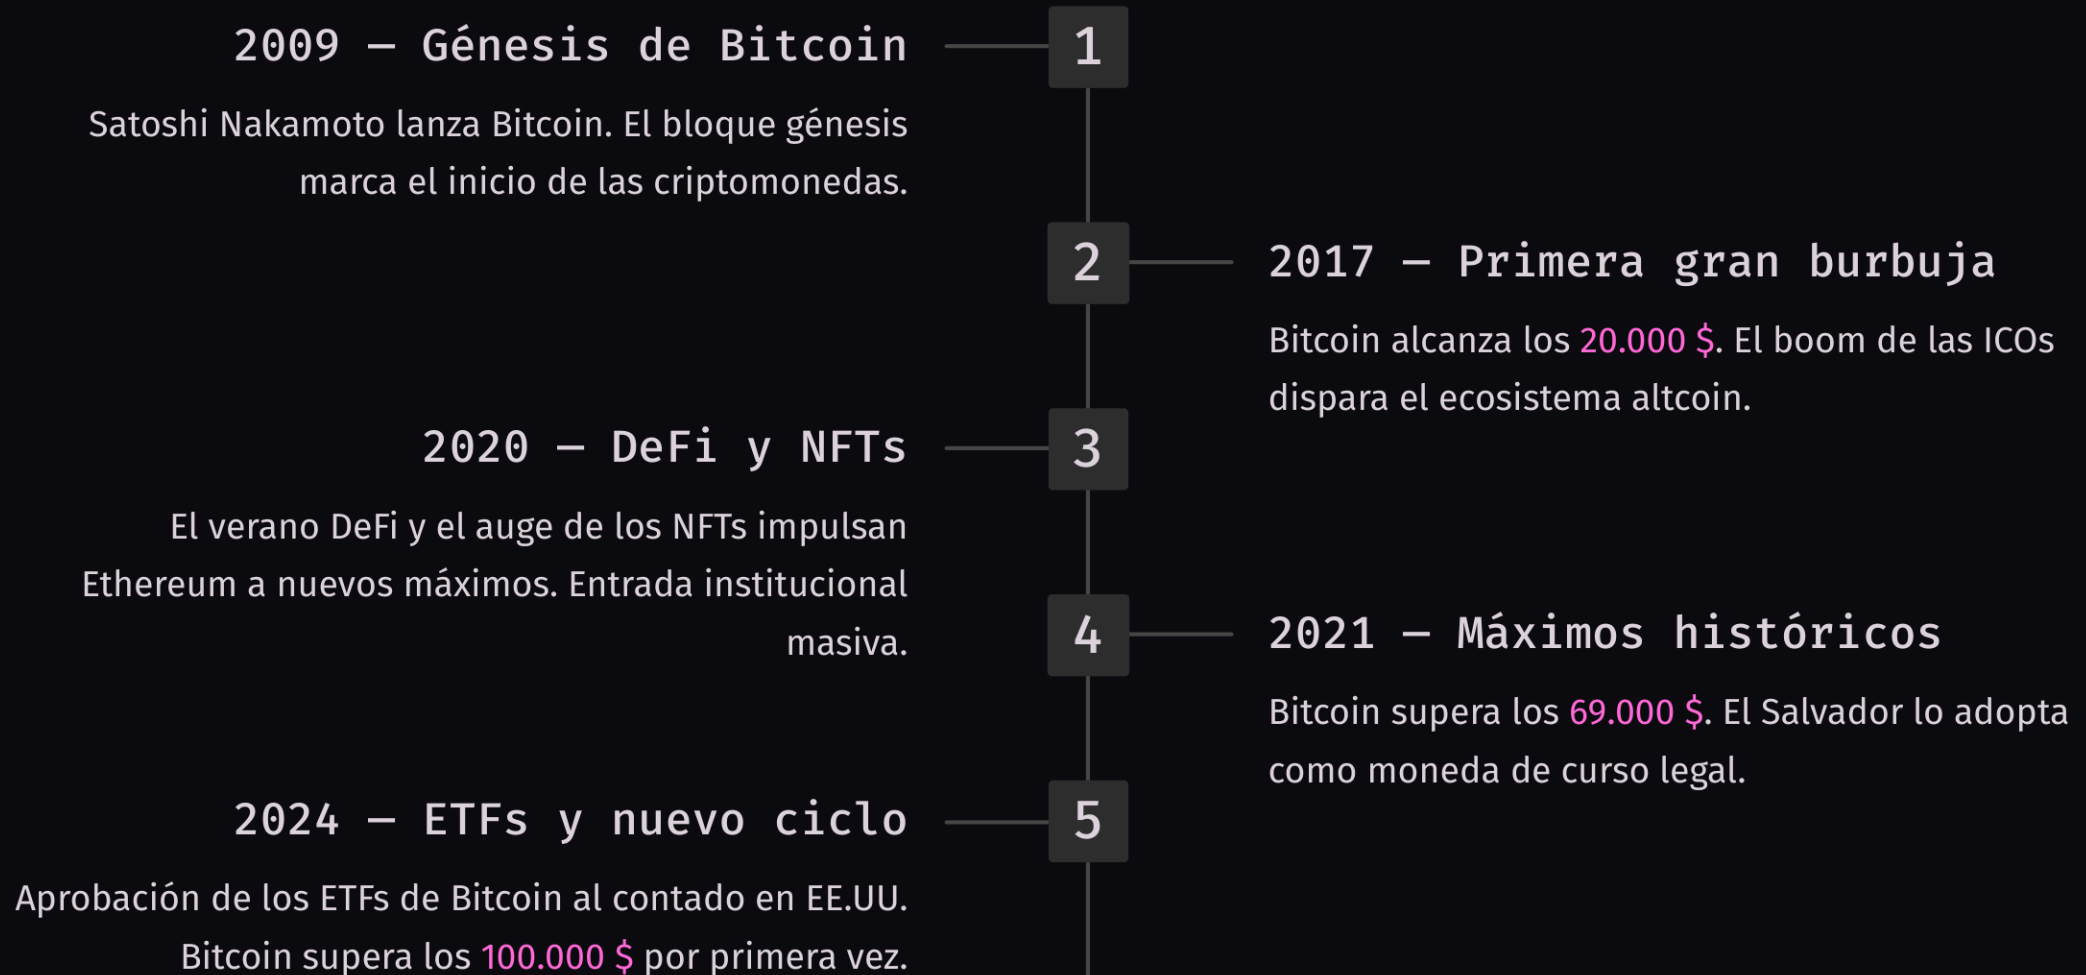 2009 — Génesis de Bitcoin
1
Satoshi Nakamoto lanza Bitcoin. El bloque génesis
marca el inicio de las criptomonedas.
2
2017 — Primera gran burbuja
Bitcoin alcanza los 20.000 $. El boom de las ICOs
dispara el ecosistema altcoin.
2020 — DeFi y NFTs
3
El verano DeFi y el auge de los NFTs impulsan
Ethereum a nuevos máximos. Entrada institucional
masiva.
4
2021 — Máximos históricos
Bitcoin supera los 69.000 $. El Salvador lo adopta
como moneda de curso legal.
2024 — ETFs y nuevo ciclo
5
Aprobación de los ETFs de Bitcoin al contado en EE.UU.
Bitcoin supera los 100.000 $ por primera vez.